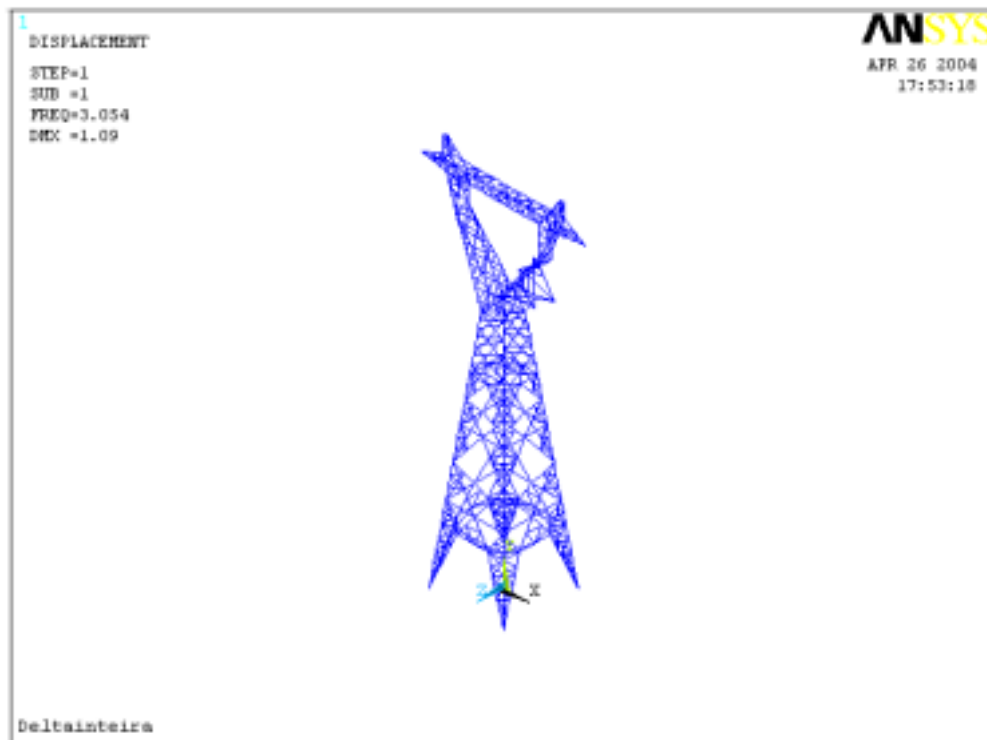 1
DISPLACEMENT
STEP=1
SUB =1
FREQ=3.054
DMX =1.09
ANSYS
APR 26 2004
17:53:18
Z
X
Deltainteira